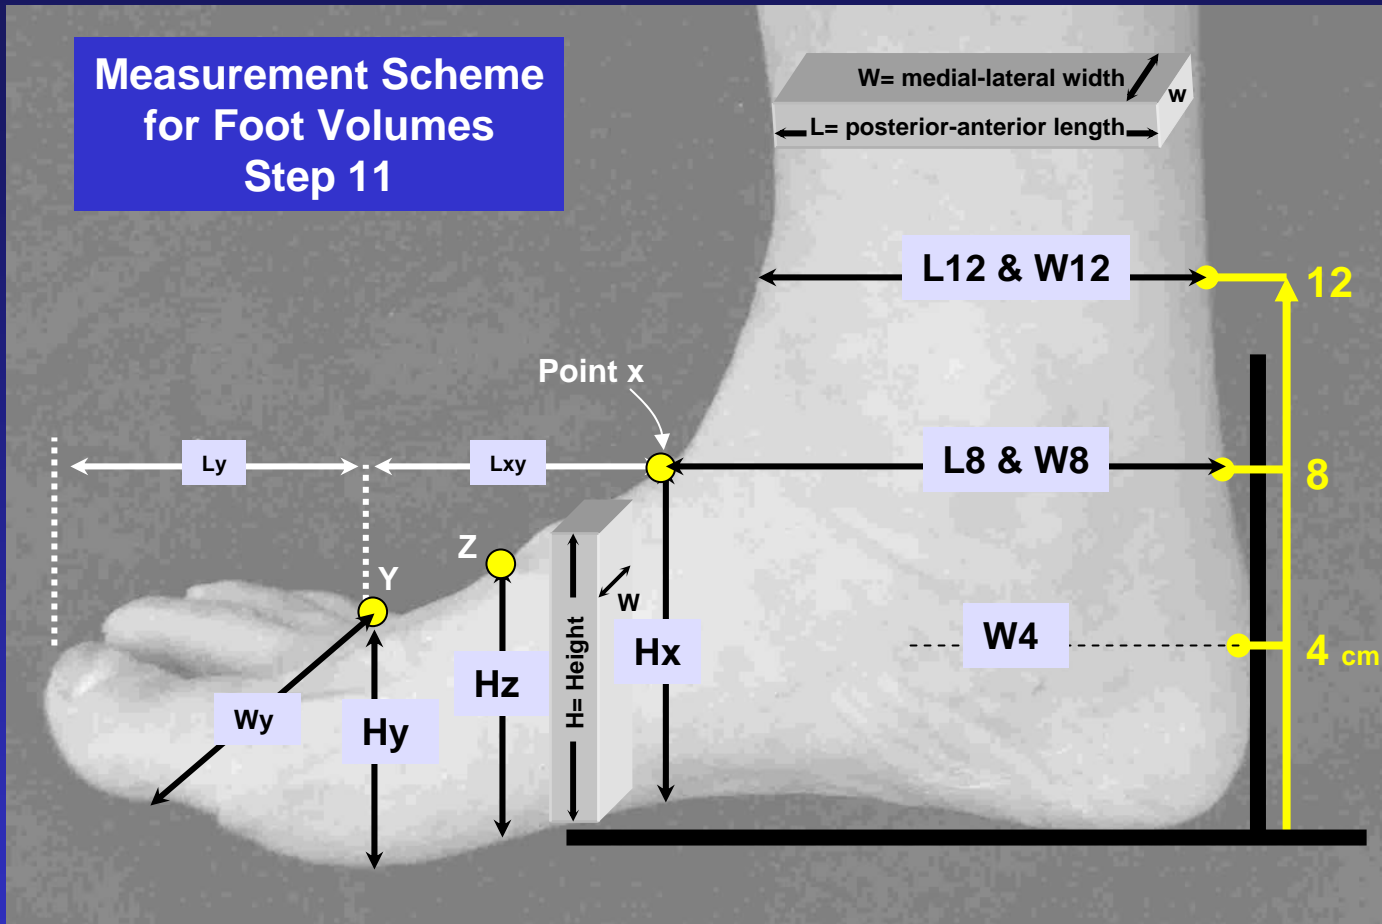 Measurement Scheme
for Foot Volumes
Step 11
W= medial-lateral width
w
L= posterior-anterior length
L12 & W12
12
Point x
Ly
Lxy
L8 & W8
8
Z
Y
W
H= Height
Hx
W4
4 cm
Hz
Wy
Hy